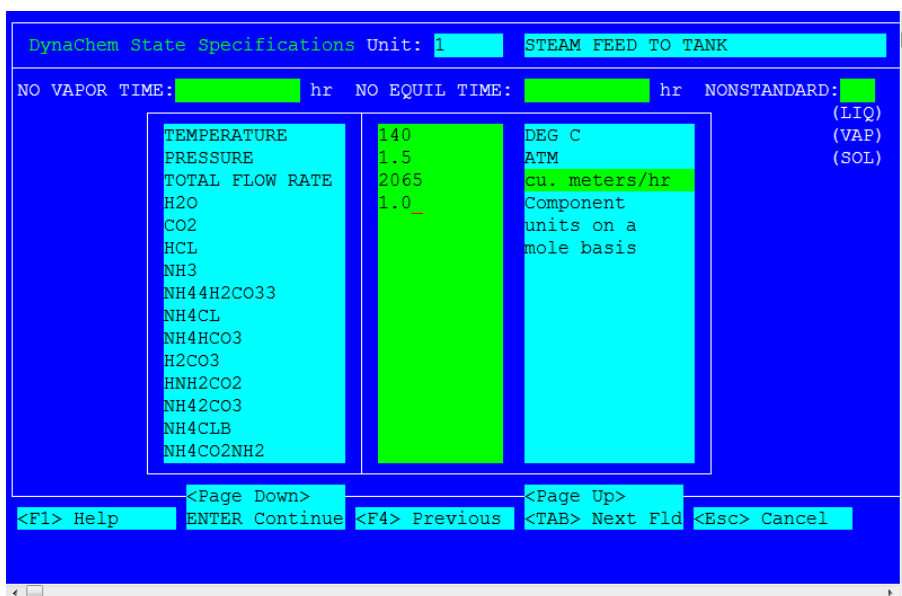 DynaChem State Specifications Unit: 1 STEAM FEED TO TANK
NO VAPOR TIME: hr NO EQUIL TIME: hr NONSTANDARD:
(LIQ)
TEMPERATURE 140 DEG C (VAP)
PRESSURE 1.5 ATM (SOL)
TOTAL FLOW RATE 2065 cu. meters/hr
H2O 1.0_ Component
CO2 units on a
HCL mole basis
NH3
NH44H2CO33
NH4CL
NH4HCO3
H2CO3
HNH2CO2
NH42CO3
NH4CLB
NH4CO2NH2
<Page Down> <Page Up>
<F1> Help ENTER Continue <F4> Previous <TAB> Next Fld <Esc> Cancel